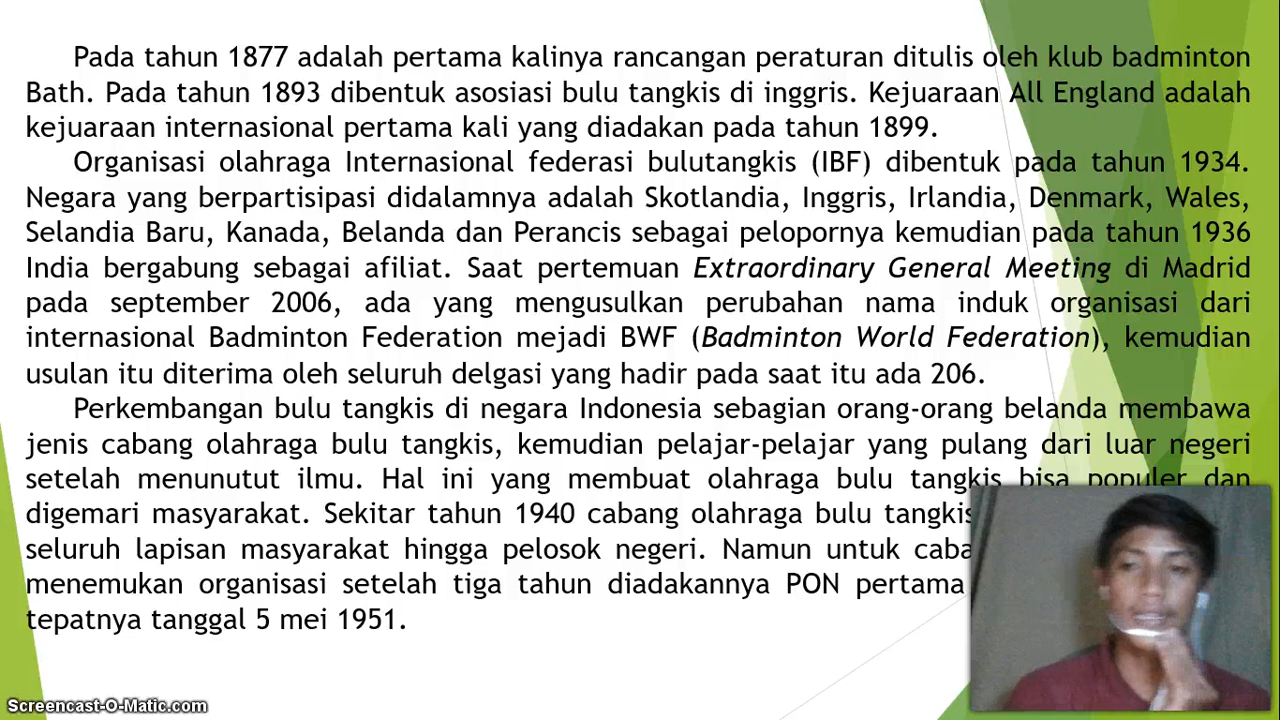 Pada tahun 1877 adalah pertama kalinya rancangan peraturan ditulis oleh klub badminton
Bath. Pada tahun 1893 dibentuk asosiasi bulu tangkis di inggris. Kejuaraan All England adalah
kejuaraan internasional pertama kali yang diadakan pada tahun 1899.
Organisasi olahraga Internasional federasi bulutangkis (IBF) dibentuk pada tahun 1934.
Negara yang berpartisipasi didalamnya adalah Skotlandia, Inggris, Irlandia, Denmark, Wales,
Selandia Baru, Kanada, Belanda dan Perancis sebagai pelopornya kemudian pada tahun 1936
India bergabung sebagai afiliat. Saat pertemuan Extraordinary General Meeting di Madrid
pada september 2006, ada yang mengusulkan perubahan nama induk organisasi dari
internasional Badminton Federation mejadi BWF (Badminton World Federation), kemudian
usulan itu diterima oleh seluruh delgasi yang hadir pada saat itu ada 206.
Perkembangan bulu tangkis di negara Indonesia sebagian orang-orang belanda membawa
jenis cabang olahraga bulu tangkis, kemudian pelajar-pelajar yang pulang dari luar negeri
setelah menunutut ilmu. Hal ini yang membuat olahraga bulu tangkis bisa populer dan
digemari masyarakat. Sekitar tahun 1940 cabang olahraga bulu tangkis
seluruh lapisan masyarakat hingga pelosok negeri. Namun untuk
menemukan organisasi setelah tiga tahun diadakannya PON pertama
tepatnya tanggal 5 mei 1951.
Screencast-O-Matic.com